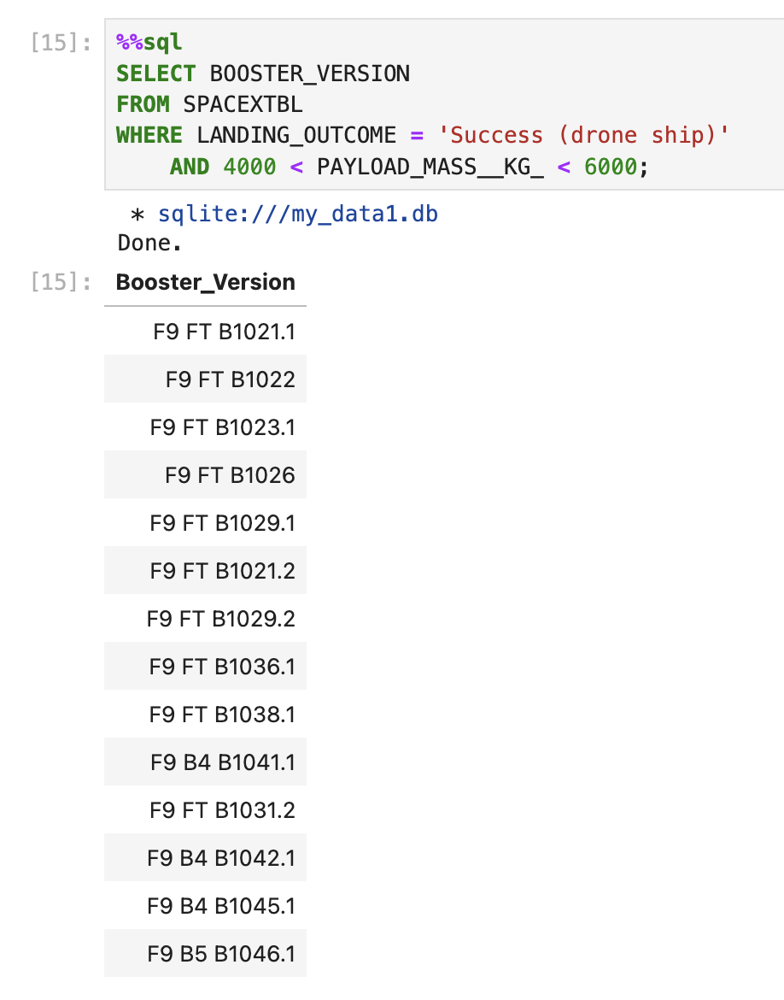 [15]: %%sql
SELECT BOOSTER_VERSION
FROM SPACEXTBL
WHERE LANDING_OUTCOME = 'Success (drone ship)'
    AND 4000 < PAYLOAD_MASS__KG_ < 6000;
* sqlite:///my_data1.db
Done.
[15]: Booster_Version
F9 FT B1021.1
F9 FT B1022
F9 FT B1023.1
F9 FT B1026
F9 FT B1029.1
F9 FT B1021.2
F9 FT B1029.2
F9 FT B1036.1
F9 FT B1038.1
F9 B4 B1041.1
F9 FT B1031.2
F9 B4 B1042.1
F9 B4 B1045.1
F9 B5 B1046.1